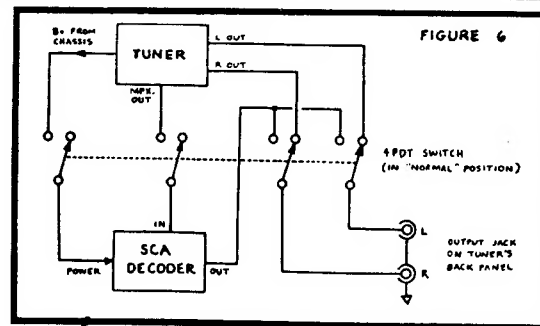 FIGURE 6
B+ FROM
CHASSIS
TUNER
L OUT
R OUT
MPX.
OUT
4PDT SWITCH
(IN "NORMAL" POSITION)
IN
SCA
DECODER
POWER
OUT
L
R
OUTPUT JACK
ON TUNER'S
BACK PANEL